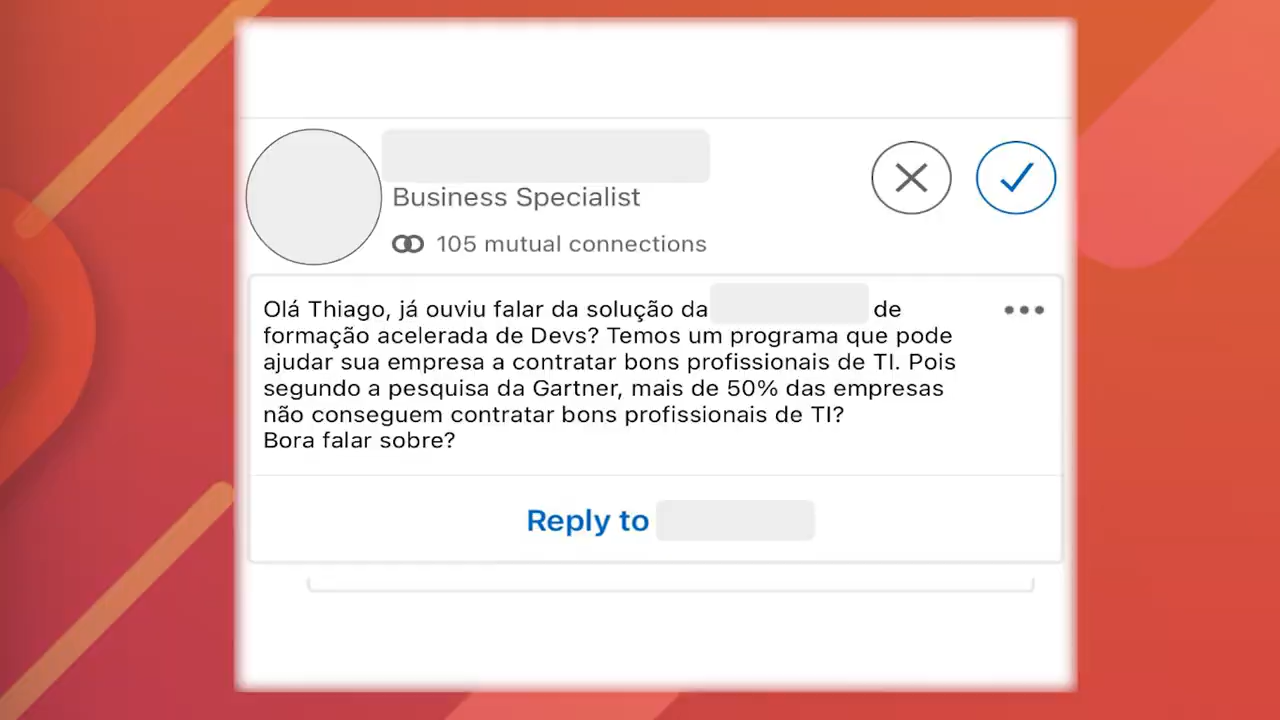 Business Specialist
105 mutual connections
Olá Thiago, já ouviu falar da solução da de
formação acelerada de Devs? Temos um programa que pode
ajudar sua empresa a contratar bons profissionais de TI. Pois
segundo a pesquisa da Gartner, mais de 50% das empresas
não conseguem contratar bons profissionais de TI?
Bora falar sobre?
Reply to